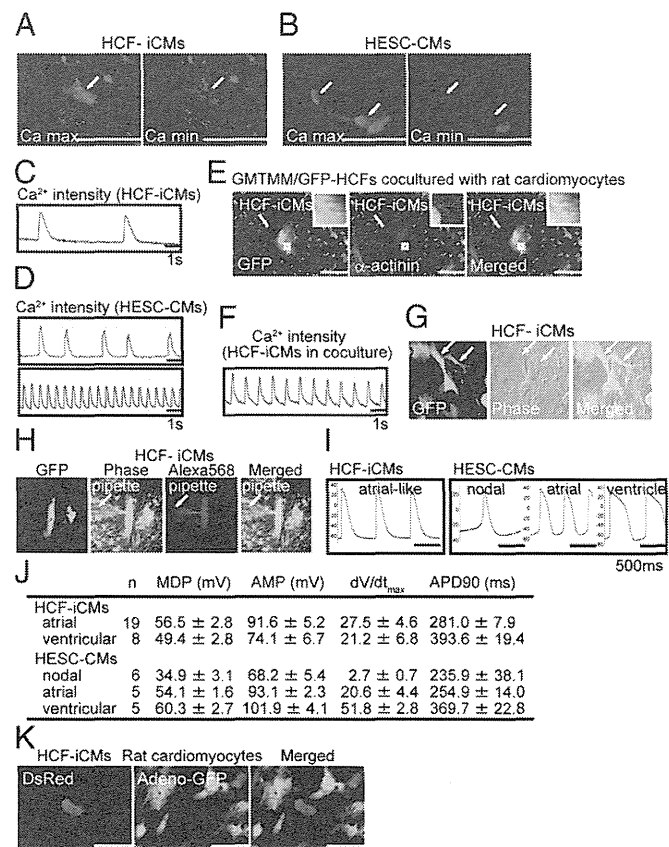 A
HCF- iCMs
Ca max
Ca min
B
HESC-CMs
Ca max
Ca min
C
Ca²⁺ intensity (HCF-iCMs)
1s
D
Ca²⁺ intensity (HESC-CMs)
1s
E
GMTMM/GFP-HCFs cocultured with rat cardiomyocytes
HCF-iCMs
GFP
HCF-iCMs
α-actinin
HCF-iCMs
Merged
F
Ca²⁺ intensity
(HCF-iCMs in coculture)
1s
G
HCF- iCMs
GFP
Phase
Merged
H
HCF- iCMs
GFP
Phase
Alexa568
Merged
pipette
pipette
pipette
I
HCF-iCMs
atrial-like
HESC-CMs
nodal
atrial
ventricle
500ms
J
n MDP (mV) AMP (mV) dV/dtmax APD90 (ms)
HCF-iCMs
atrial 19 56.5 ± 2.8 91.6 ± 5.2 27.5 ± 4.6 281.0 ± 7.9
ventricular 8 49.4 ± 2.8 74.1 ± 6.7 21.2 ± 6.8 393.6 ± 19.4
HESC-CMs
nodal 6 34.9 ± 3.1 68.2 ± 5.4 2.7 ± 0.7 235.9 ± 38.1
atrial 5 54.1 ± 1.6 93.1 ± 2.3 20.6 ± 4.4 254.9 ± 14.0
ventricular 5 60.3 ± 2.7 101.9 ± 4.1 51.8 ± 2.8 369.7 ± 22.8
K
HCF-iCMs
Rat cardiomyocytes
Merged
DsRed
Adeno-GFP